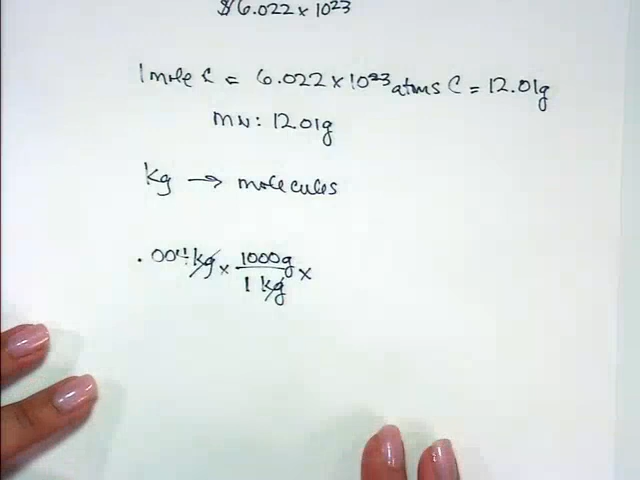 $6.022 x 10^23
1 mole C = 6.022 x 10^23 atoms C = 12.01g
MW: 12.01g
kg → molecules
.004 kg x 1000g / 1 kg x